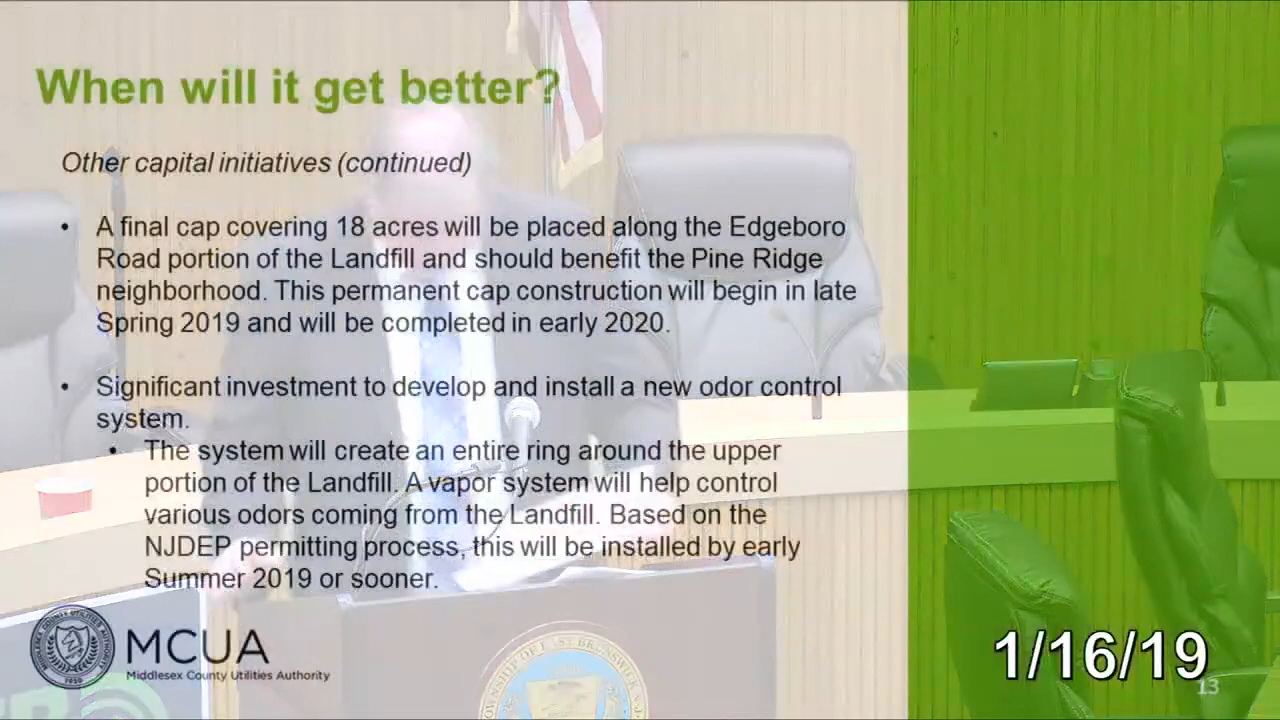 When will it get better?
Other capital initiatives (continued)
• A final cap covering 18 acres will be placed along the Edgeboro
Road portion of the Landfill and should benefit the Pine Ridge
neighborhood. This permanent cap construction will begin in late
Spring 2019 and will be completed in early 2020.
• Significant investment to develop and install a new odor control
system.
• The system will create an entire ring around the upper
portion of the Landfill. A vapor system will help control
various odors coming from the Landfill. Based on the
NJDEP permitting process, this will be installed by early
Summer 2019 or sooner.
MCUA
Middlesex County Utilities Authority
1/16/19
13